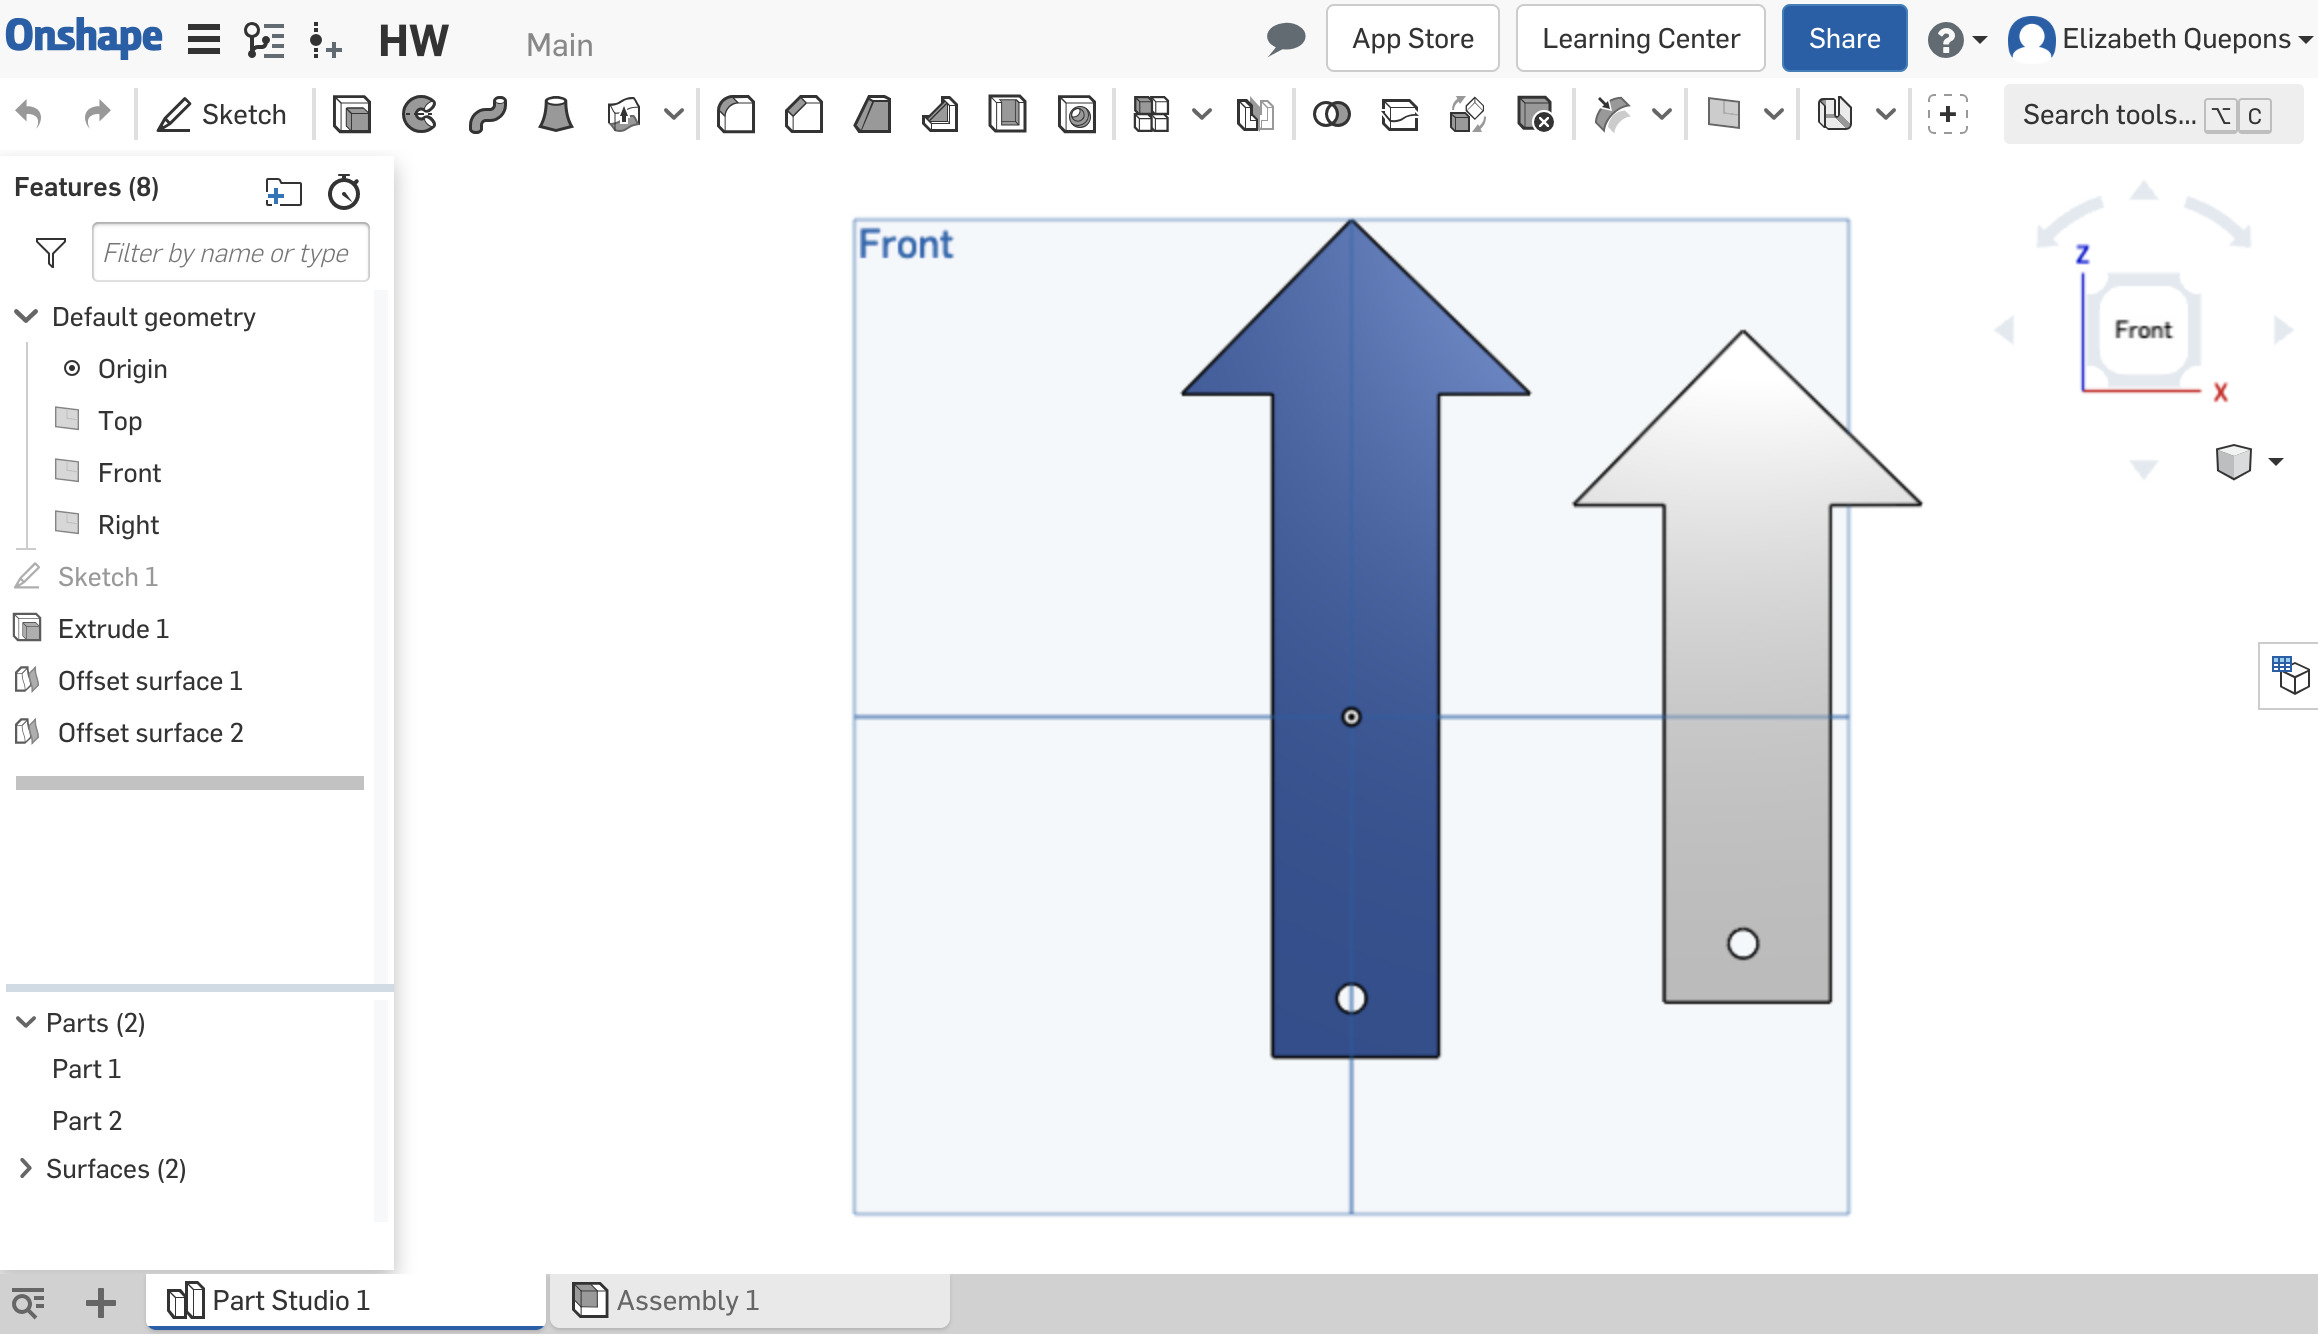 Onshape HW Main App Store Learning Center Share ? Elizabeth Quepons
Sketch Search tools... ⌥ C
Features (8)
Filter by name or type
Default geometry
Origin
Top
Front
Right
Sketch 1
Extrude 1
Offset surface 1
Offset surface 2
Parts (2)
Part 1
Part 2
Surfaces (2)
Front
Z
Front
X
Part Studio 1 Assembly 1